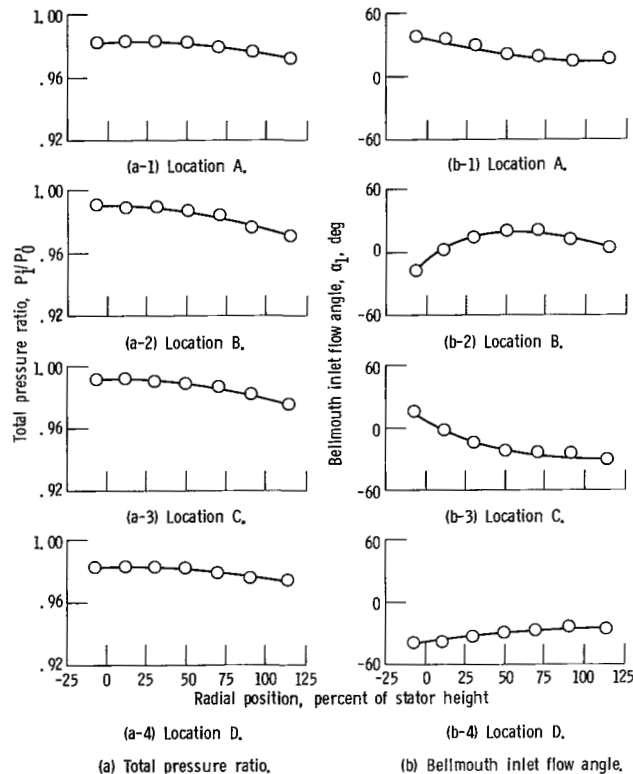 1.00
.96
.92
(a-1) Location A.
1.00
.96
.92
(a-2) Location B.
1.00
.96
.92
(a-3) Location C.
1.00
.96
.92
-25 0 25 50 75 100 125
(a-4) Location D.
(a) Total pressure ratio.
Total pressure ratio, P'1/P'0
60
0
-60
(b-1) Location A.
60
0
-60
(b-2) Location B.
60
0
-60
(b-3) Location C.
60
0
-60
-25 0 25 50 75 100 125
(b-4) Location D.
(b) Bellmouth inlet flow angle.
Bellmouth inlet flow angle, α1, deg
Radial position, percent of stator height